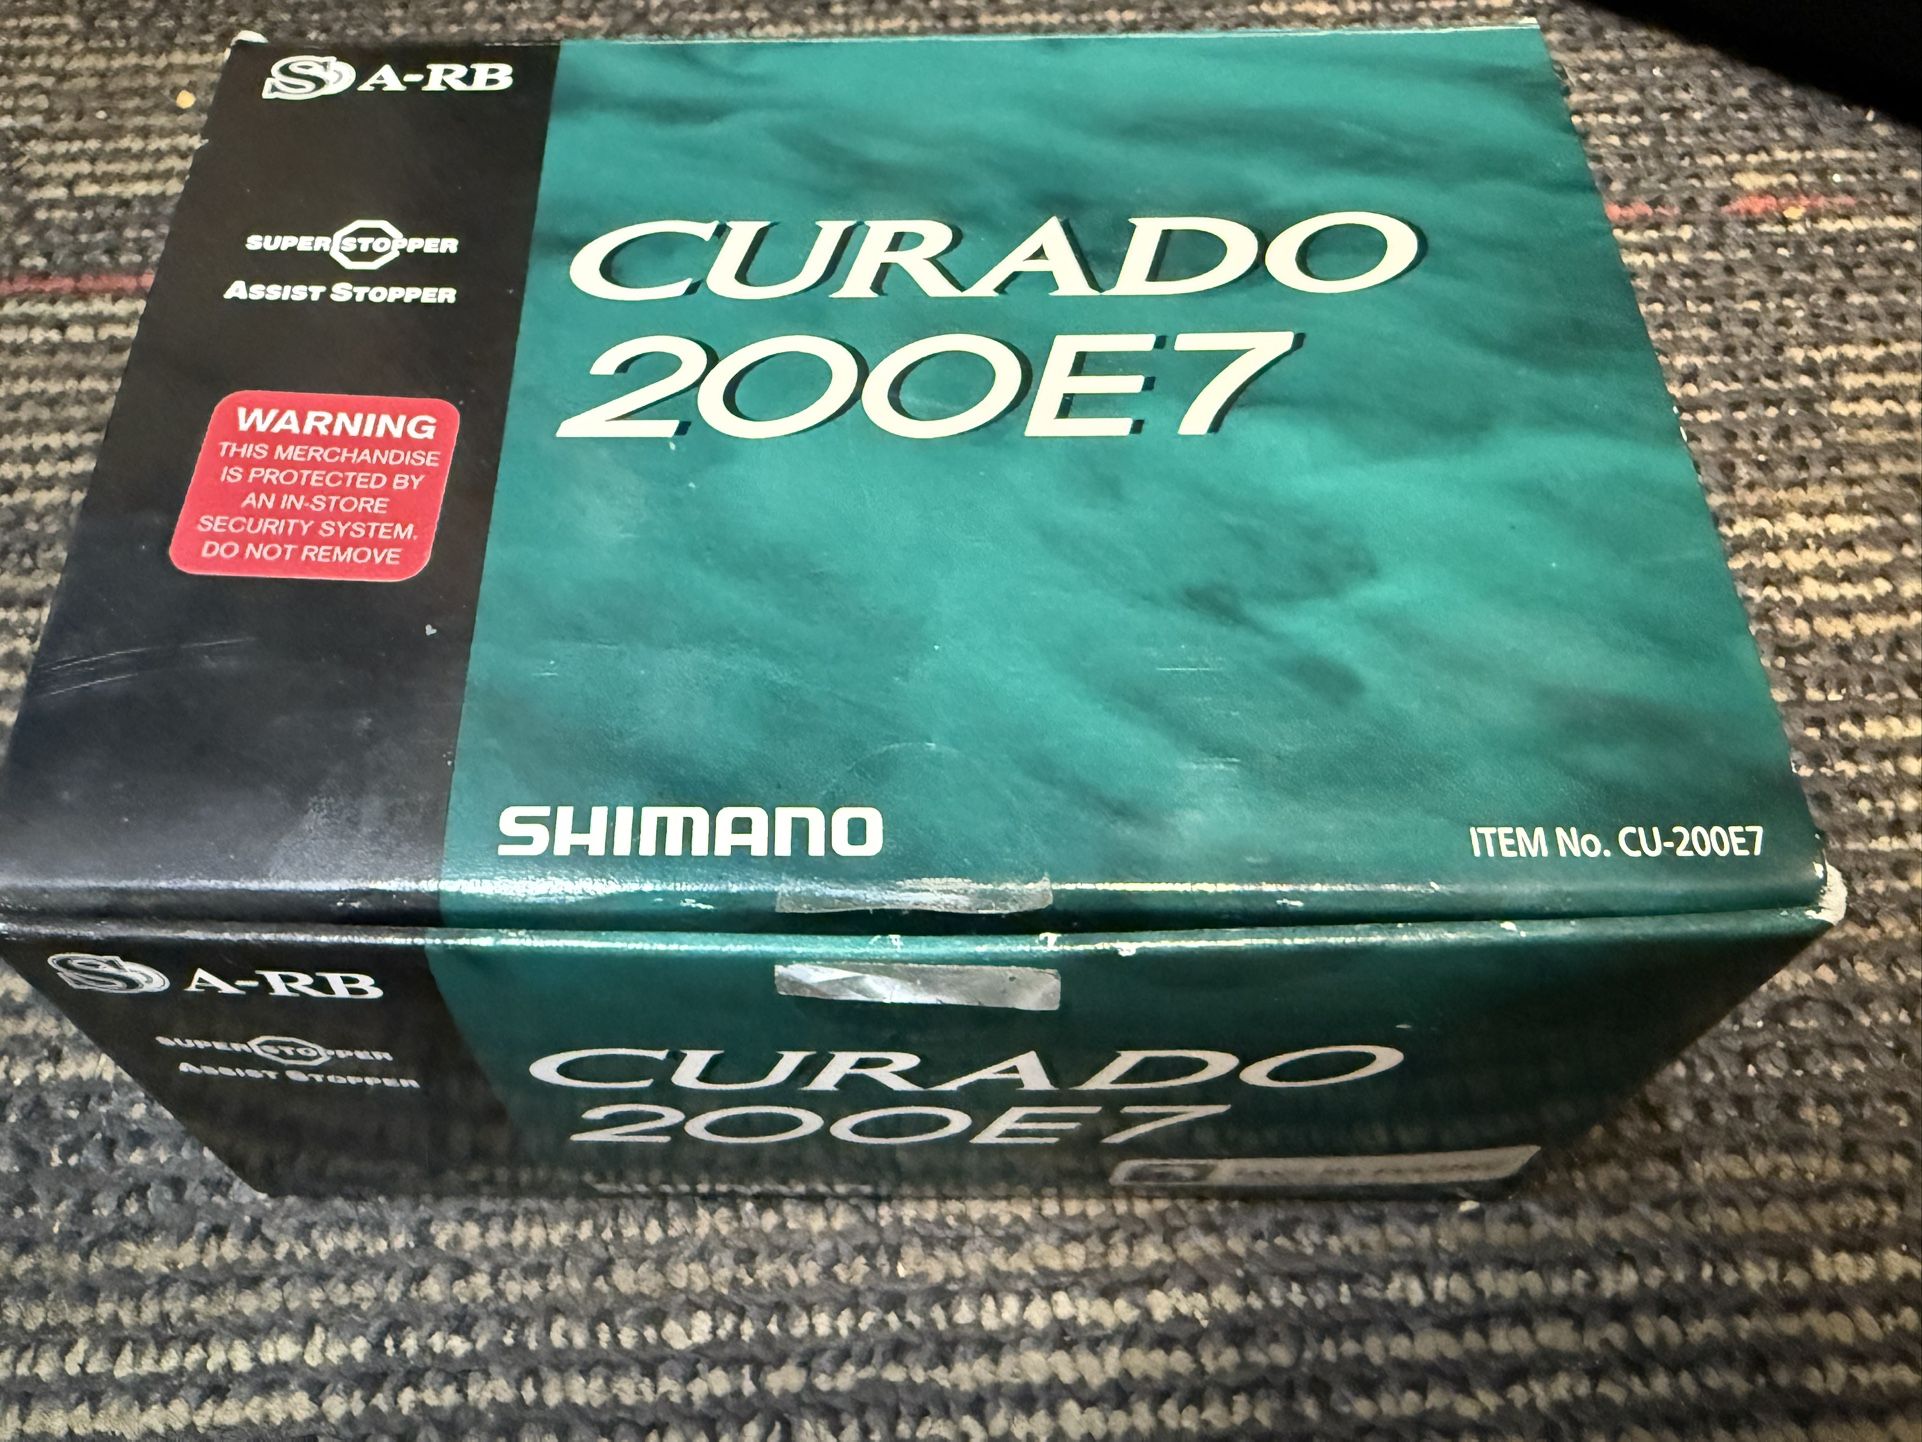 A-RB
SUPER STOPPER
ASSIST STOPPER
CURADO
200E7
WARNING
THIS MERCHANDISE
IS PROTECTED BY
AN IN-STORE
SECURITY SYSTEM.
DO NOT REMOVE
SHIMANO
ITEM No. CU-200E7
A-RB
SUPER STOPPER
ASSIST STOPPER
CURADO
200E7